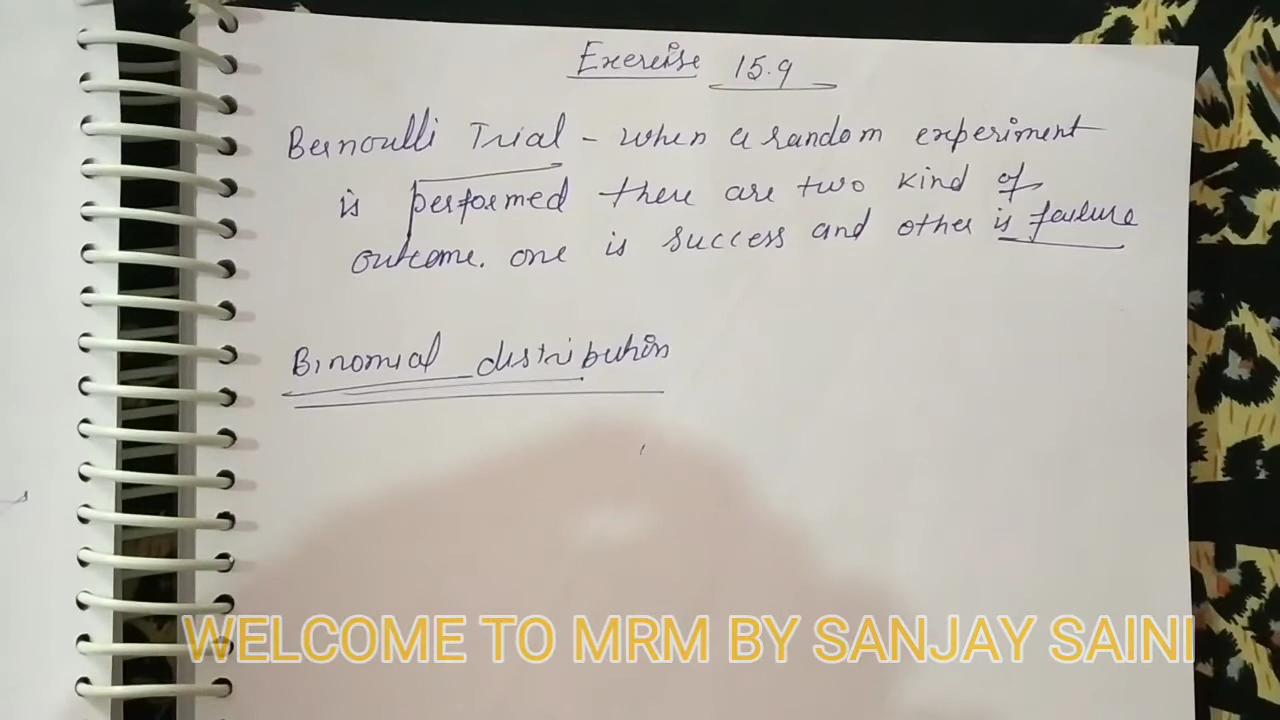 Exercise 15.9
Bernoulli Trial - when a random experiment
is performed there are two kind of
outcome. one is success and other is failure
Binomial distribution
WELCOME TO MRM BY SANJAY SAINI